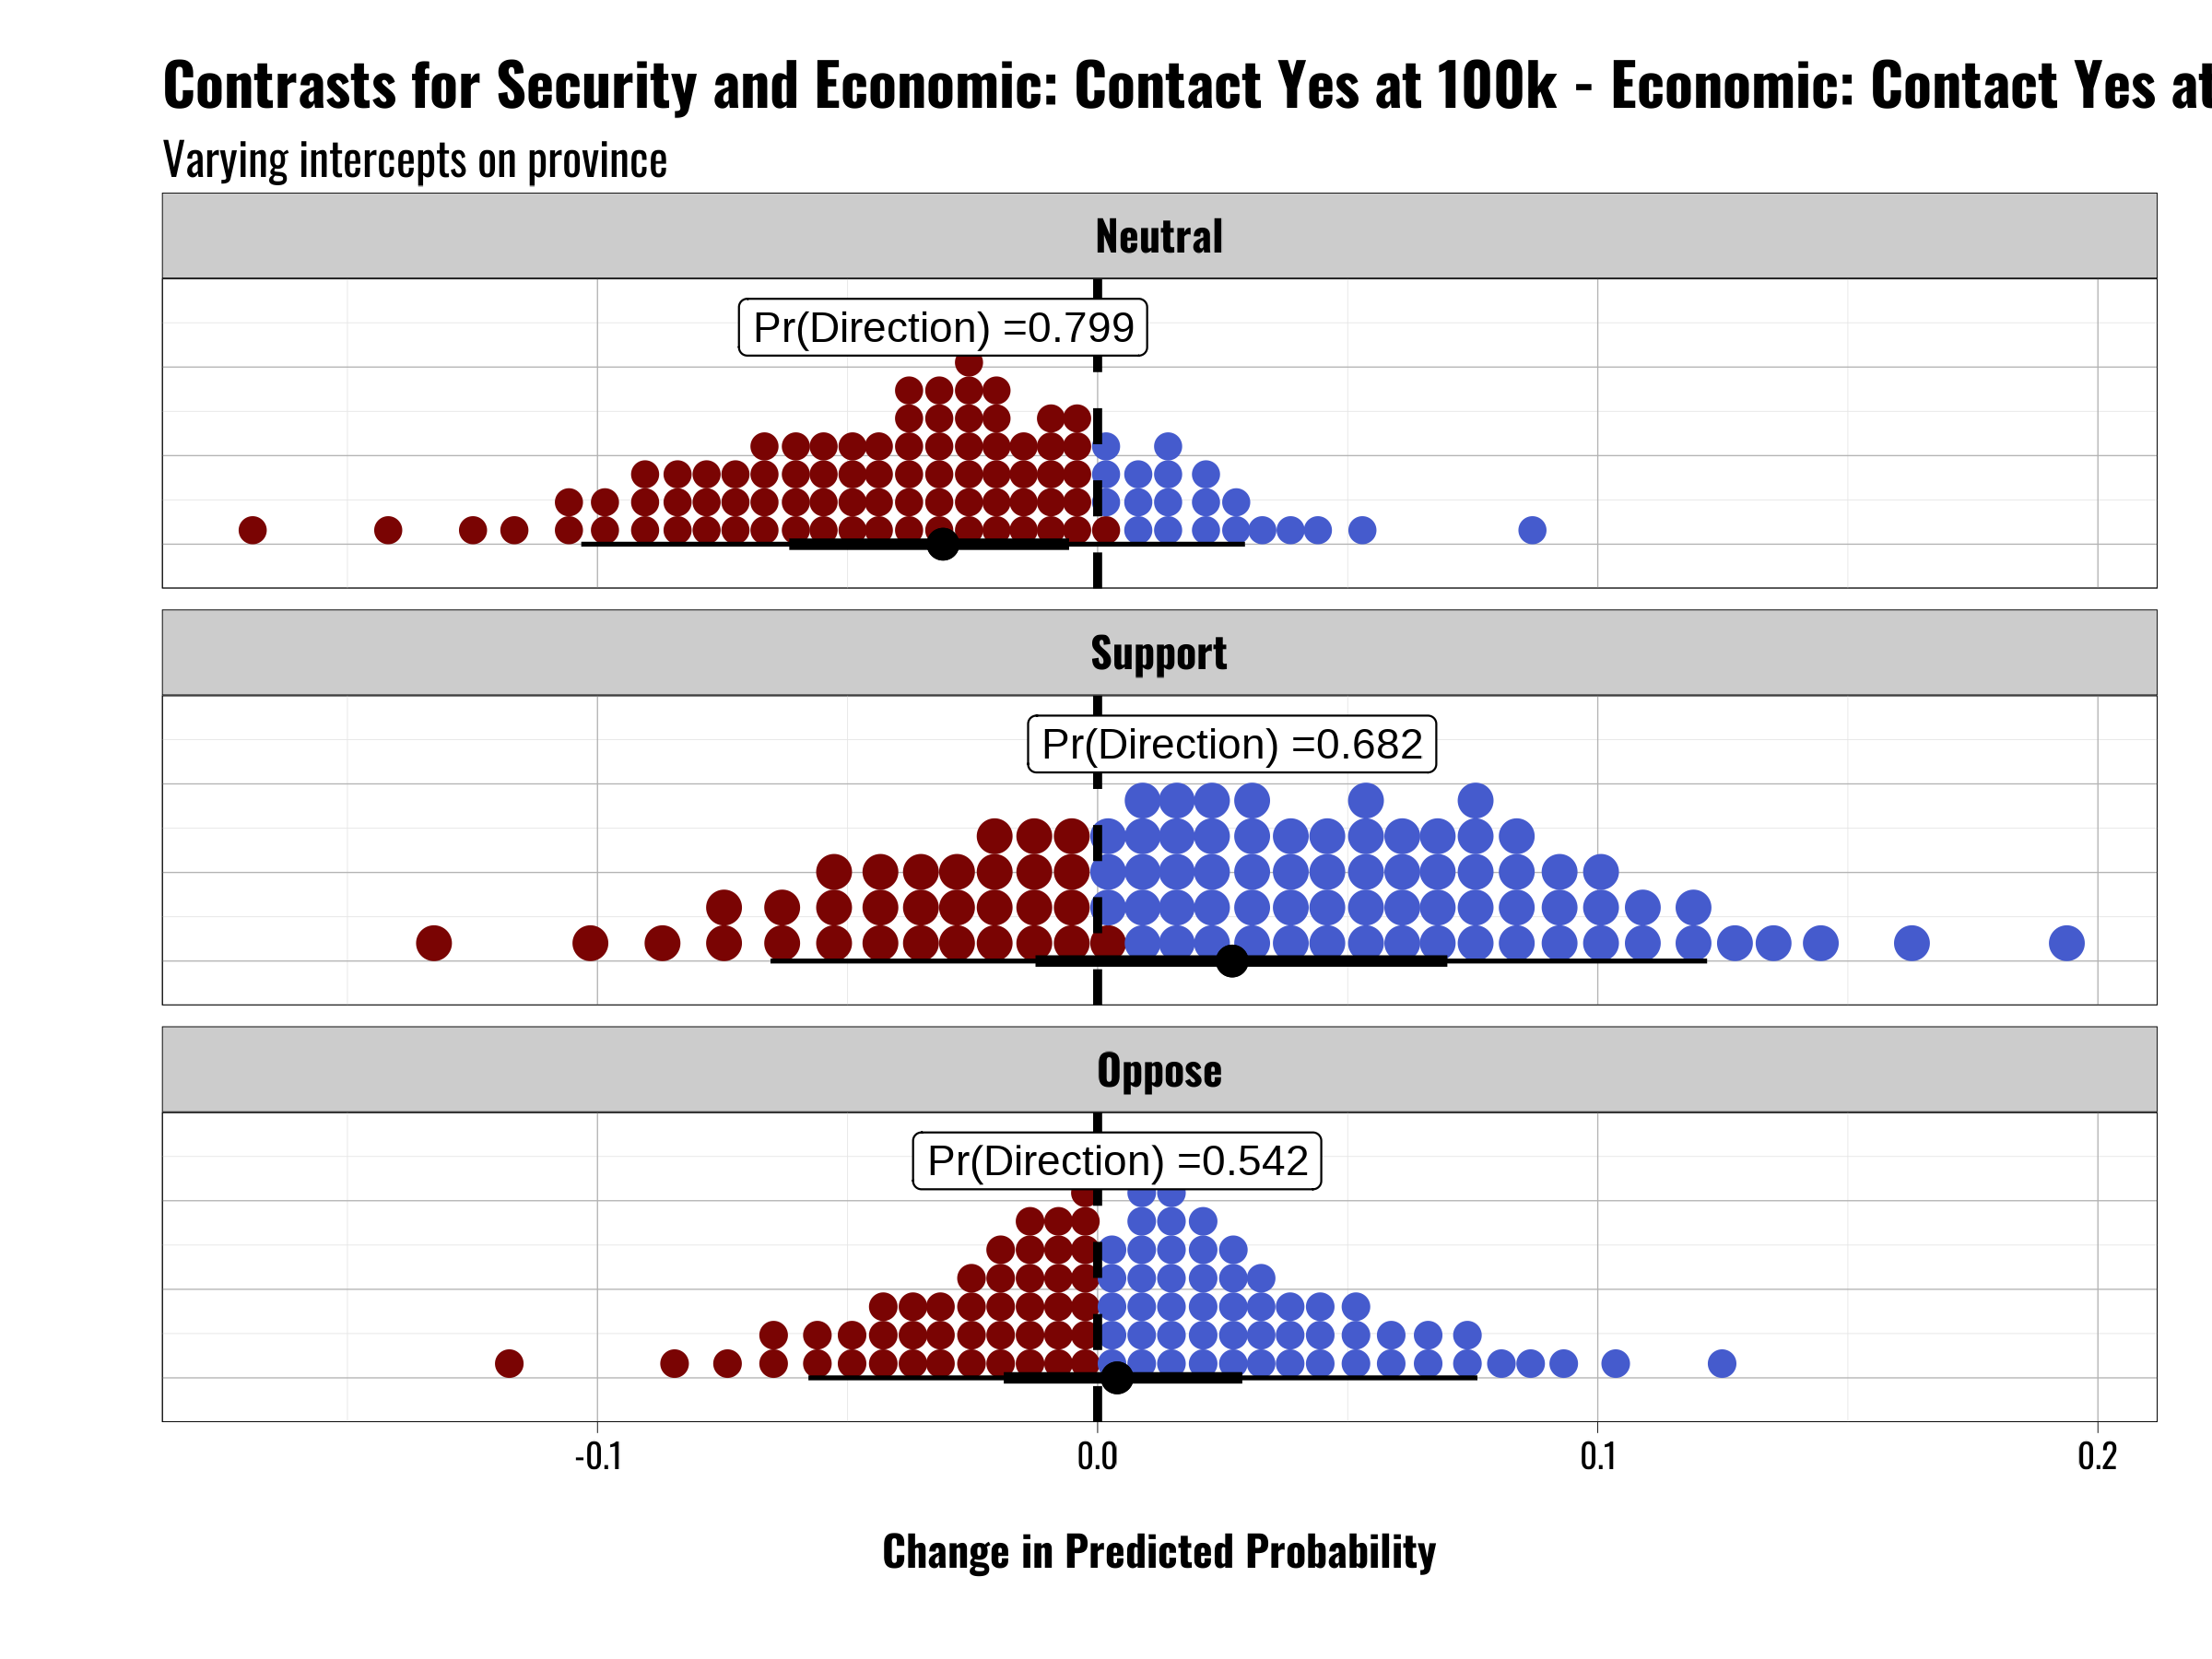 Contrasts for Security and Economic: Contact Yes at 100k - Economic: Contact Yes at
Varying intercepts on province
Neutral
Pr(Direction) =0.799
Support
Pr(Direction) =0.682
Oppose
Pr(Direction) =0.542
-0.1 0.0 0.1 0.2
Change in Predicted Probability